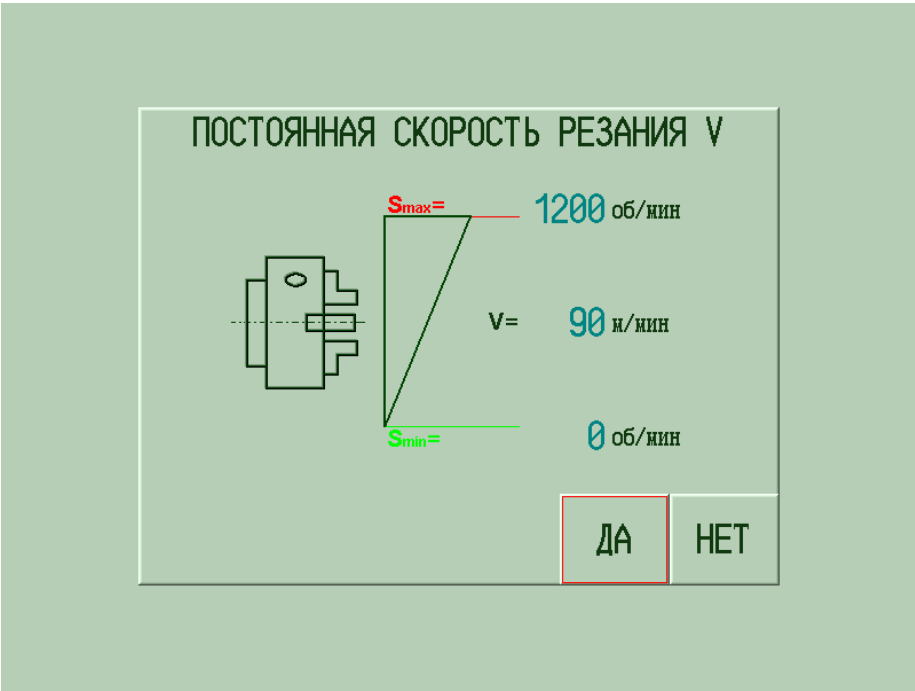 ПОСТОЯННАЯ СКОРОСТЬ РЕЗАНИЯ V
Smax= 1200 об/мин
V= 90 м/мин
Smin= 0 об/мин
ДА НЕТ